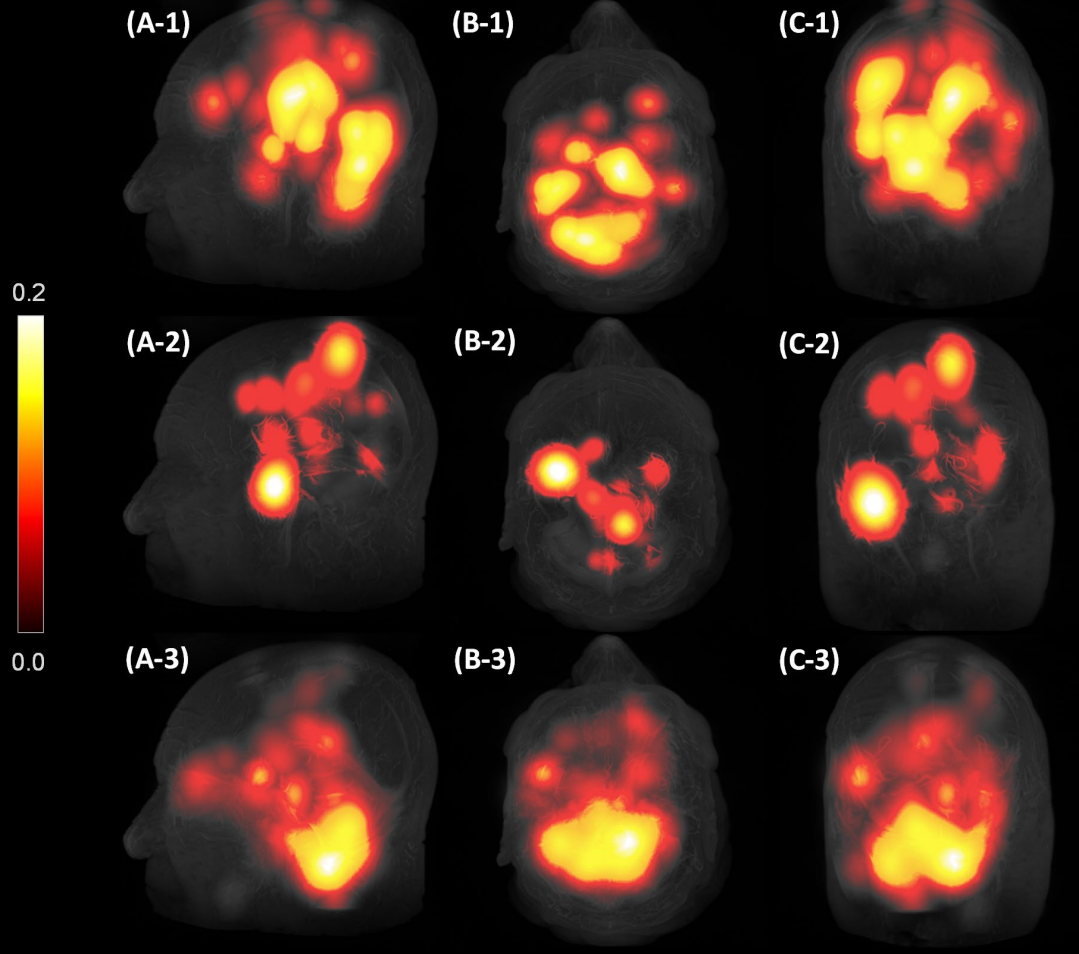 (A-1) (B-1) (C-1)
0.2
(A-2) (B-2) (C-2)
0.0
(A-3) (B-3) (C-3)